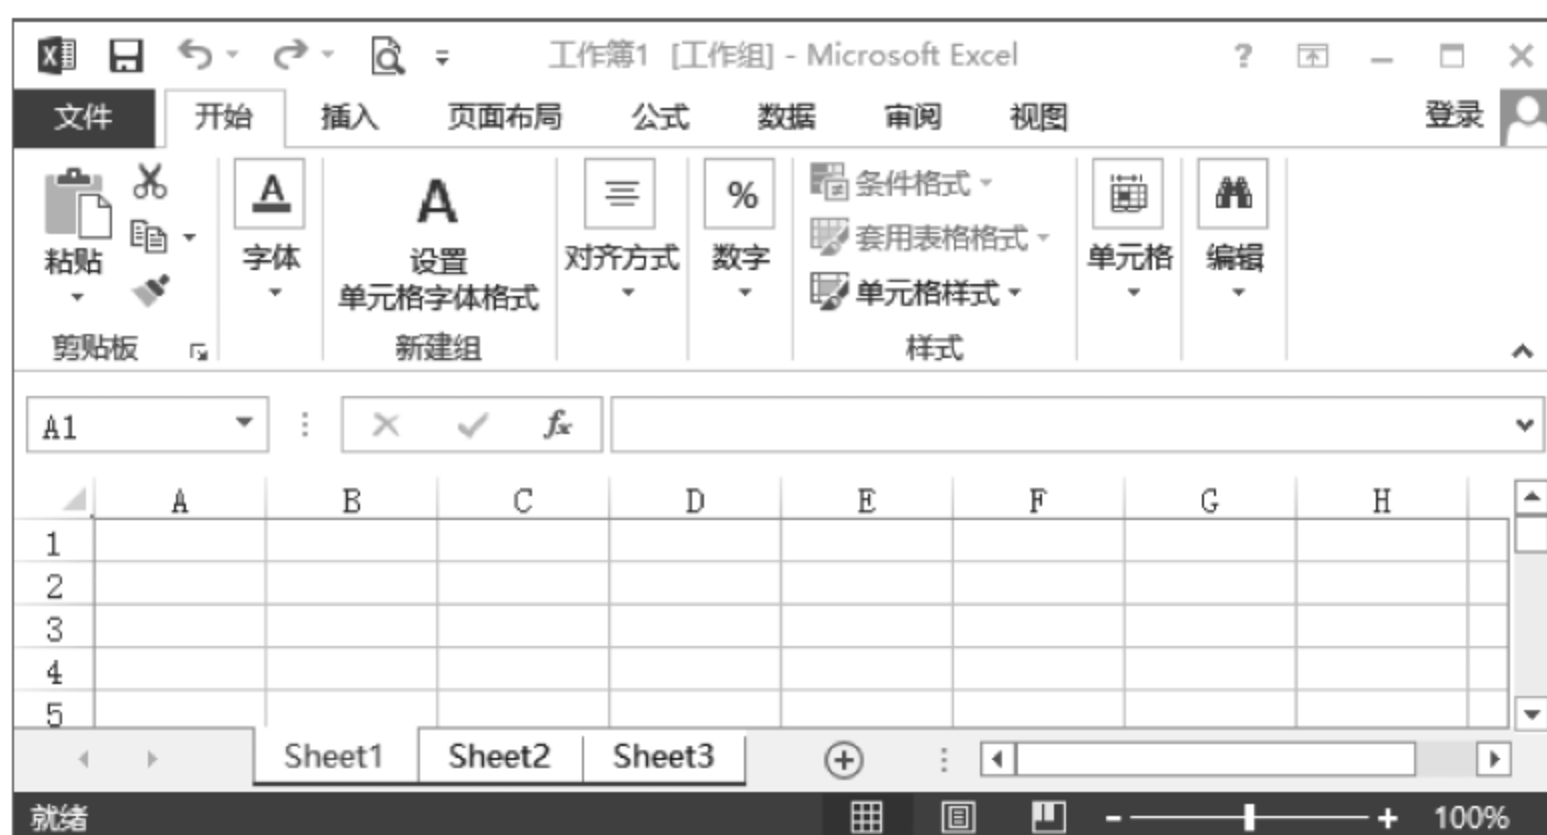 工作簿1 [工作组] - Microsoft Excel ?
文件 开始 插入 页面布局 公式 数据 审阅 视图 登录
粘贴
剪贴板
A
字体
A
设置
单元格字体格式
新建组
对齐方式
%
数字
条件格式
套用表格格式
单元格样式
样式
单元格
编辑
A1 fx
A B C D E F G H
1
2
3
4
5
Sheet1 Sheet2 Sheet3
就绪 - + 100%